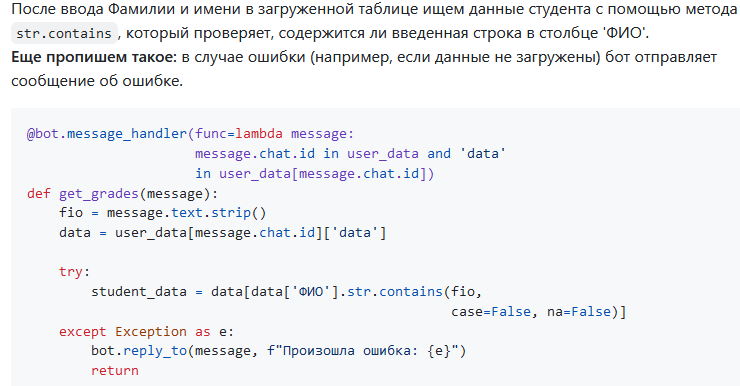 После ввода Фамилии и имени в загруженной таблице ищем данные студента с помощью метода
str.contains, который проверяет, содержится ли введенная строка в столбце 'ФИО'.
Еще пропишем такое: в случае ошибки (например, если данные не загружены) бот отправляет
сообщение об ошибке.
@bot.message_handler(func=lambda message:
                     message.chat.id in user_data and 'data'
                     in user_data[message.chat.id])
def get_grades(message):
    fio = message.text.strip()
    data = user_data[message.chat.id]['data']

    try:
        student_data = data[data['ФИО'].str.contains(fio,
                                                     case=False, na=False)]
    except Exception as e:
        bot.reply_to(message, f"Произошла ошибка: {e}")
        return